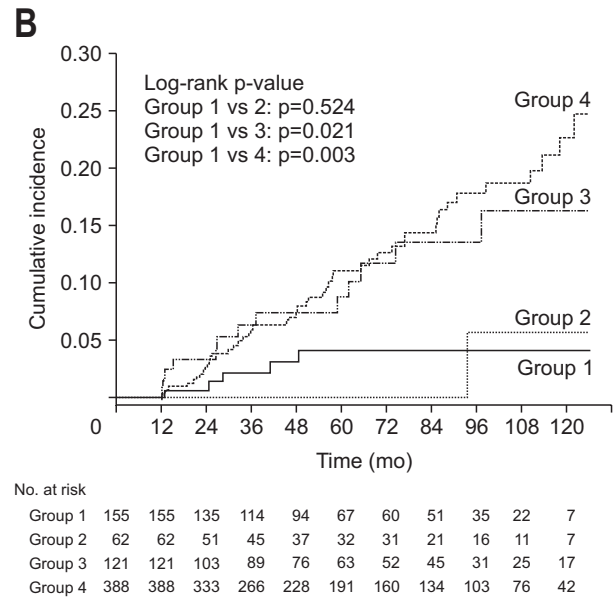 B
0.30
0.25
0.20
0.15
0.10
0.05
Cumulative incidence
Log-rank p-value
Group 1 vs 2: p=0.524
Group 1 vs 3: p=0.021
Group 1 vs 4: p=0.003
Group 4
Group 3
Group 2
Group 1
0 12 24 36 48 60 72 84 96 108 120
Time (mo)
No. at risk
Group 1 155 155 135 114 94 67 60 51 35 22 7
Group 2 62 62 51 45 37 32 31 21 16 11 7
Group 3 121 121 103 89 76 63 52 45 31 25 17
Group 4 388 388 333 266 228 191 160 134 103 76 42